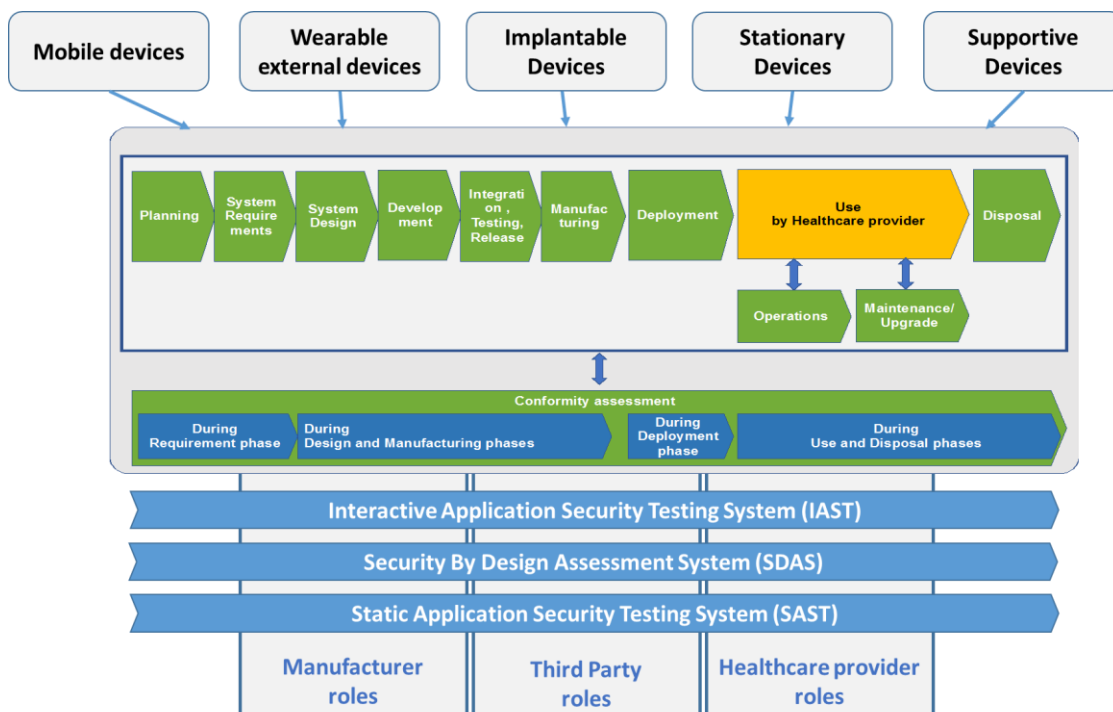 Mobile devices
Wearable
external devices
Implantable
Devices
Stationary
Devices
Supportive
Devices
Planning
System
Require
ments
System
Design
Develop
ment
Integrati
on ,
Testing,
Release
Manufac
turing
Deployment
Use
by Healthcare provider
Disposal
Operations
Maintenance/
Upgrade
Conformity assessment
During
Requirement phase
During
Design and Manufacturing phases
During
Deployment
phase
During
Use and Disposal phases
Interactive Application Security Testing System (IAST)
Security By Design Assessment System (SDAS)
Static Application Security Testing System (SAST)
Manufacturer
roles
Third Party
roles
Healthcare provider
roles